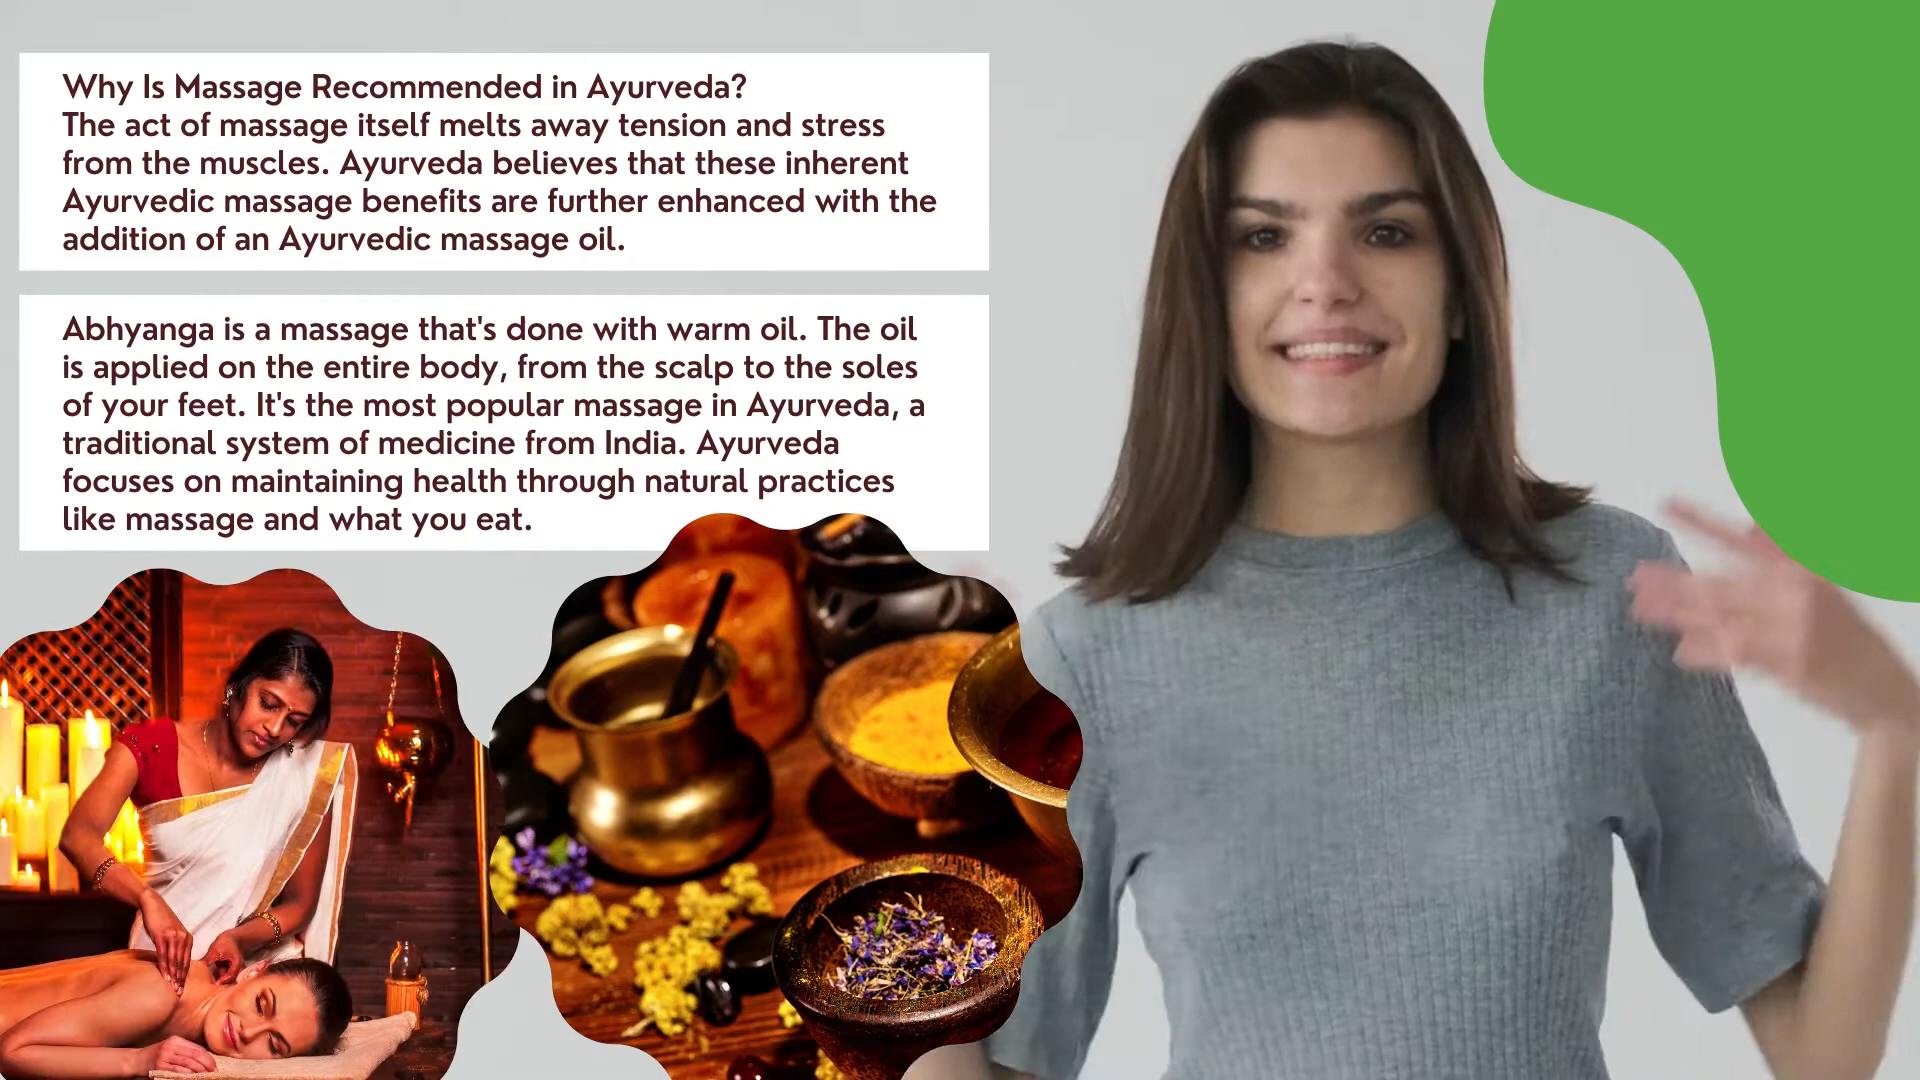 Why Is Massage Recommended in Ayurveda?
The act of massage itself melts away tension and stress
from the muscles. Ayurveda believes that these inherent
Ayurvedic massage benefits are further enhanced with the
addition of an Ayurvedic massage oil.
Abhyanga is a massage that's done with warm oil. The oil
is applied on the entire body, from the scalp to the soles
of your feet. It's the most popular massage in Ayurveda, a
traditional system of medicine from India. Ayurveda
focuses on maintaining health through natural practices
like massage and what you eat.